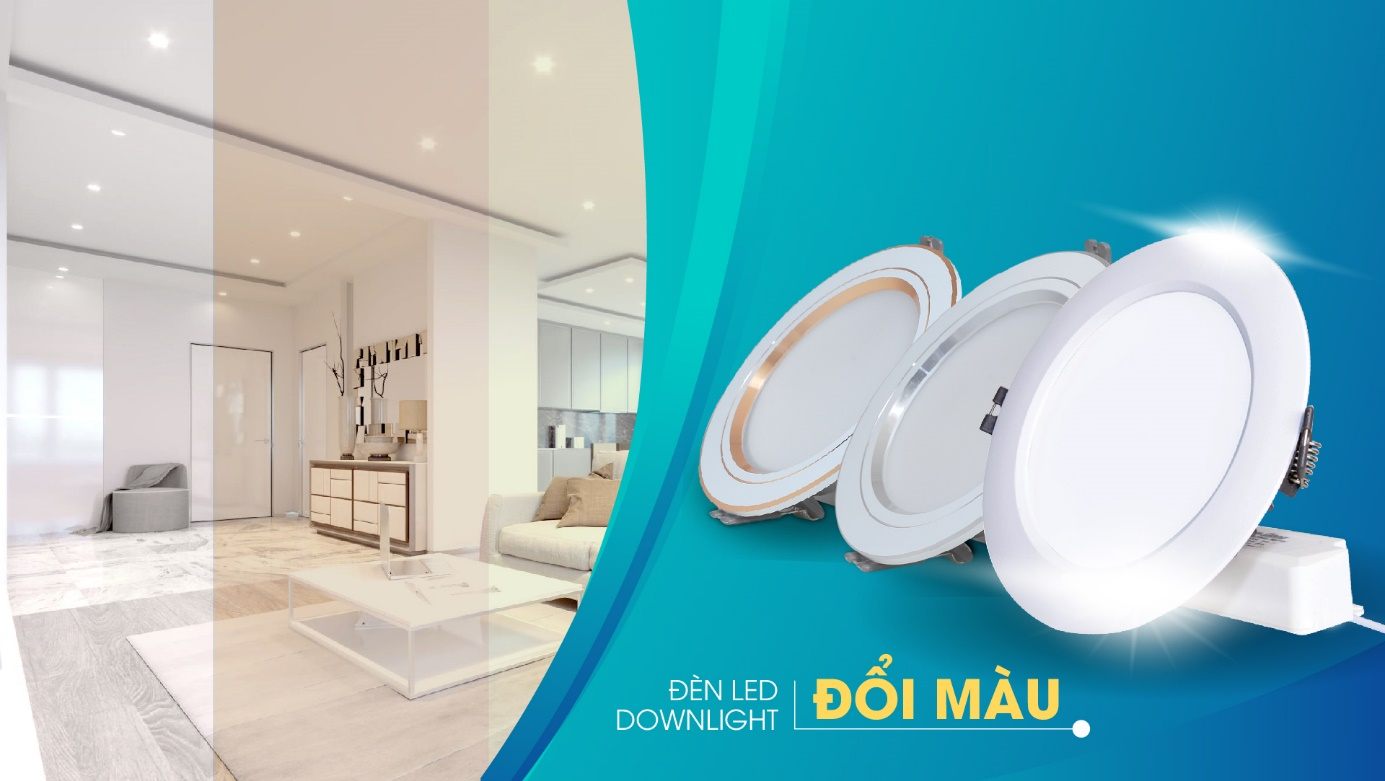 ĐÈN LED
DOWNLIGHT
ĐỔI MÀU